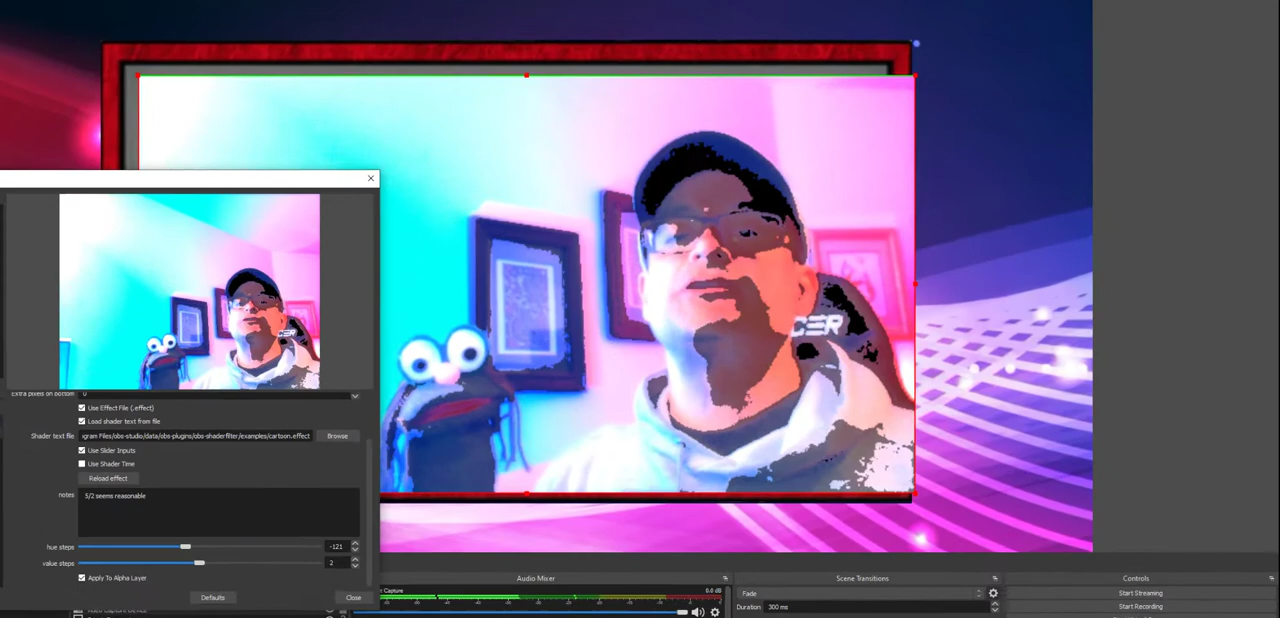 CER
Extra pixels on bottom 0
Use Effect File (.effect)
Load shader text from file
Shader text file gram Files/obs-studio/data/obs-plugins/obs-shaderfilter/examples/cartoon.effect Browse
Use Slider Inputs
Use Shader Time
Reload effect
notes 5/2 seems reasonable
hue steps -121
value steps 2
Apply To Alpha Layer
Defaults Close
Audio Mixer Scene Transitions Controls
Capture 0.0 dB
Fade
Duration 300 ms
Start Streaming
Start Recording